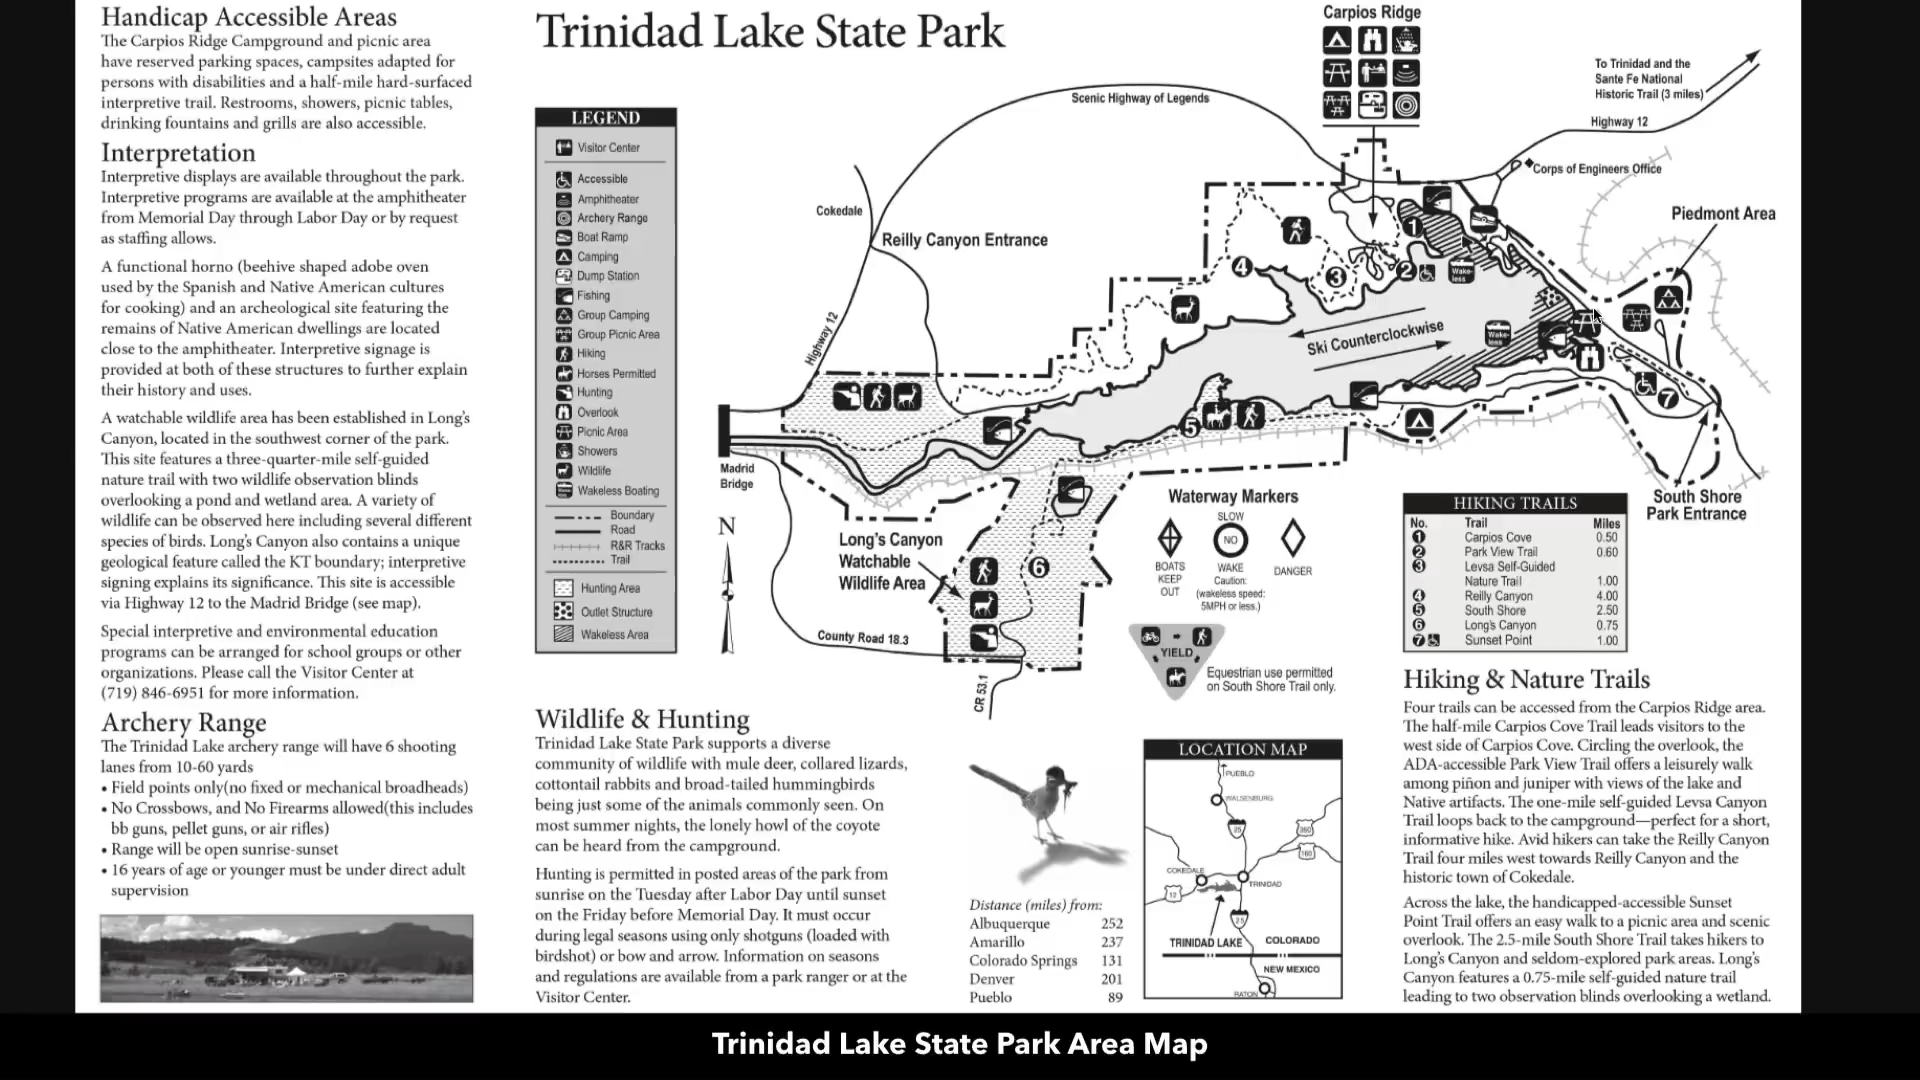 Handicap Accessible Areas
The Carpios Ridge Campground and picnic area
have reserved parking spaces, campsites adapted for
persons with disabilities and a half-mile hard-surfaced
interpretive trail. Restrooms, showers, picnic tables,
drinking fountains and grills are also accessible.
Interpretation
Interpretive displays are available throughout the park.
Interpretive programs are available at the amphitheater
from Memorial Day through Labor Day or by request
as staffing allows.
A functional horno (beehive shaped adobe oven
used by the Spanish and Native American cultures
for cooking) and an archeological site featuring the
remains of Native American dwellings are located
close to the amphitheater. Interpretive signage is
provided at both of these structures to further explain
their history and uses.
A watchable wildlife area has been established in Long's
Canyon, located in the southwest corner of the park.
This site features a three-quarter-mile self-guided
nature trail with two wildlife observation blinds
overlooking a pond and wetland area. A variety of
wildlife can be observed here including several different
species of birds. Long's Canyon also contains a unique
geological feature called the KT boundary; interpretive
signing explains its significance. This site is accessible
via Highway 12 to the Madrid Bridge (see map).
Special interpretive and environmental education
programs can be arranged for school groups or other
organizations. Please call the Visitor Center at
(719) 846-6951 for more information.
Archery Range
The Trinidad Lake archery range will have 6 shooting
lanes from 10-60 yards
• Field points only(no fixed or mechanical broadheads)
• No Crossbows, and No Firearms allowed(this includes
bb guns, pellet guns, or air rifles)
• Range will be open sunrise-sunset
• 16 years of age or younger must be under direct adult
supervision
Trinidad Lake State Park
LEGEND
Visitor Center
Accessible
Amphitheater
Archery Range
Boat Ramp
Camping
Dump Station
Fishing
Group Camping
Group Picnic Area
Hiking
Horses Permitted
Hunting
Overlook
Picnic Area
Showers
Wildlife
Wakeless Boating
Boundary
Road
R&R Tracks
Trail
Hunting Area
Outlet Structure
Wakeless Area
Carpios Ridge
Scenic Highway of Legends
To Trinidad and the
Sante Fe National
Historic Trail (3 miles)
Highway 12
Corps of Engineers Office
Piedmont Area
Cokedale
Reilly Canyon Entrance
Highway 12
1
2
3
4
Wake-
less
Wake-
less
Ski Counterclockwise
5
7
Madrid
Bridge
N
Long's Canyon
Watchable
Wildlife Area
6
County Road 18.3
CR 53.1
South Shore
Park Entrance
Waterway Markers
BOATS
KEEP
OUT
SLOW
NO
WAKE
Caution:
(wakeless speed:
5MPH or less.)
DANGER
YIELD
Equestrian use permitted
on South Shore Trail only.
HIKING TRAILS
No. Trail Miles
1 Carpios Cove 0.50
2 Park View Trail 0.60
3 Levsa Self-Guided
Nature Trail 1.00
4 Reilly Canyon 4.00
5 South Shore 2.50
6 Long's Canyon 0.75
7 Sunset Point 1.00
Wildlife & Hunting
Trinidad Lake State Park supports a diverse
community of wildlife with mule deer, collared lizards,
cottontail rabbits and broad-tailed hummingbirds
being just some of the animals commonly seen. On
most summer nights, the lonely howl of the coyote
can be heard from the campground.
Hunting is permitted in posted areas of the park from
sunrise on the Tuesday after Labor Day until sunset
on the Friday before Memorial Day. It must occur
during legal seasons using only shotguns (loaded with
birdshot) or bow and arrow. Information on seasons
and regulations are available from a park ranger or at the
Visitor Center.
Distance (miles) from:
Albuquerque 252
Amarillo 237
Colorado Springs 131
Denver 201
Pueblo 89
LOCATION MAP
PUEBLO
WALSENBURG
25
350
160
COKEDALE
12
TRINIDAD
25
TRINIDAD LAKE
COLORADO
NEW MEXICO
RATON
Hiking & Nature Trails
Four trails can be accessed from the Carpios Ridge area.
The half-mile Carpios Cove Trail leads visitors to the
west side of Carpios Cove. Circling the overlook, the
ADA-accessible Park View Trail offers a leisurely walk
among piñon and juniper with views of the lake and
Native artifacts. The one-mile self-guided Levsa Canyon
Trail loops back to the campground—perfect for a short,
informative hike. Avid hikers can take the Reilly Canyon
Trail four miles west towards Reilly Canyon and the
historic town of Cokedale.
Across the lake, the handicapped-accessible Sunset
Point Trail offers an easy walk to a picnic area and scenic
overlook. The 2.5-mile South Shore Trail takes hikers to
Long's Canyon and seldom-explored park areas. Long's
Canyon features a 0.75-mile self-guided nature trail
leading to two observation blinds overlooking a wetland.
Trinidad Lake State Park Area Map